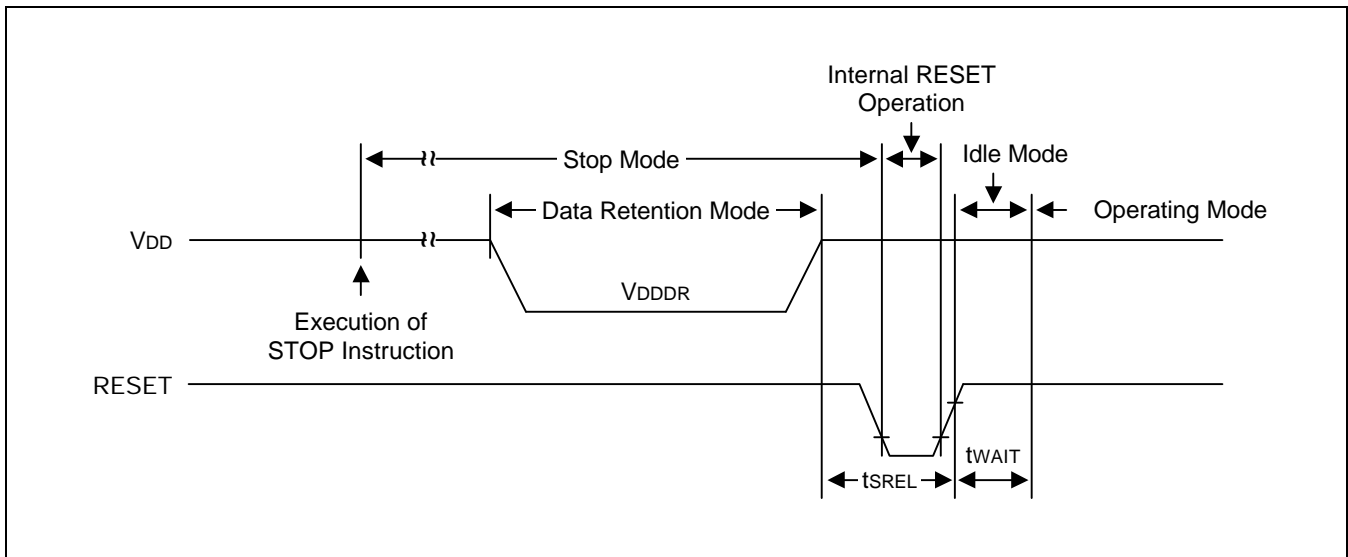 Internal RESET
Operation
Idle Mode
Stop Mode
Data Retention Mode
Operating Mode
VDD
VDDDR
Execution of
STOP Instruction
RESET
tWAIT
tSREL